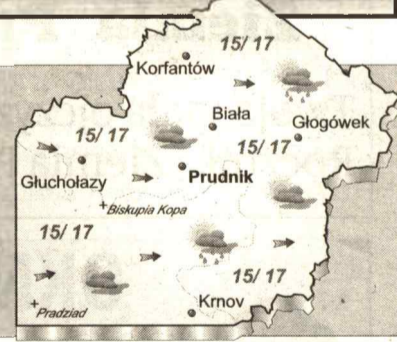 15/ 17
Korfantów
Biała
15/ 17
Głogówek
15/ 17
Głuchołazy
Prudnik
Biskupia Kopa
15/ 17
15/ 17
Krnov
Pradziad